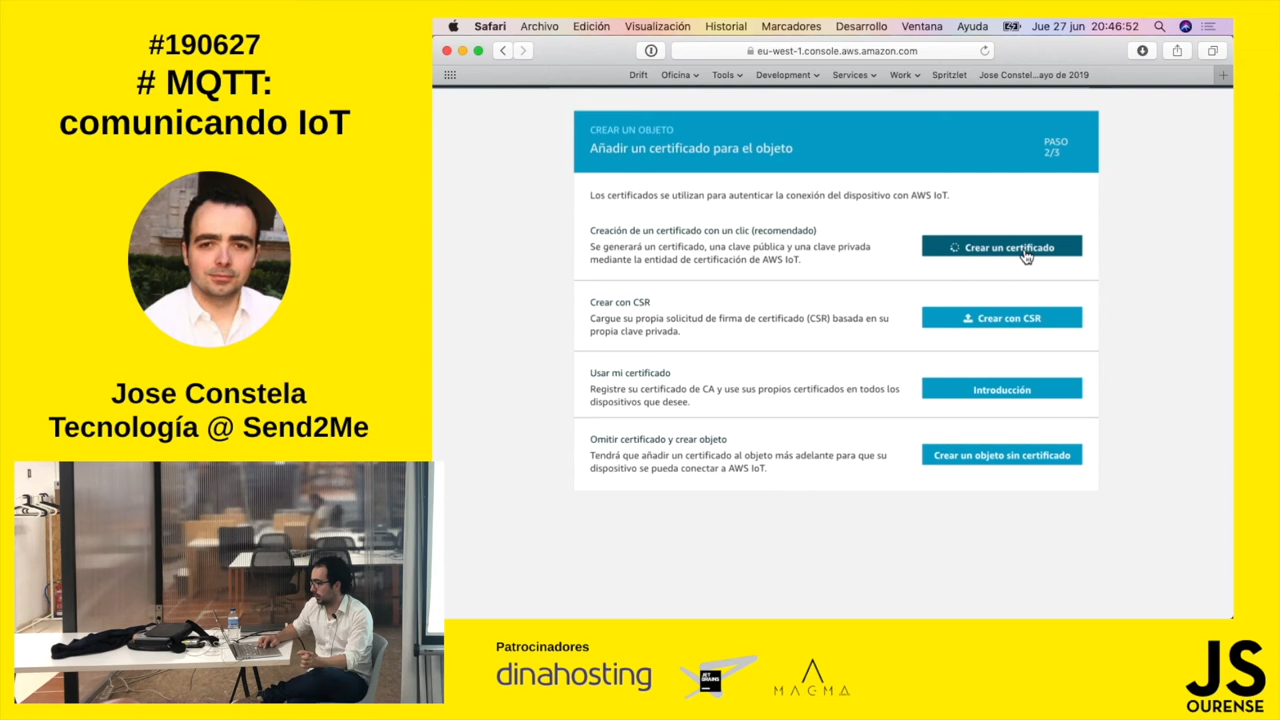 #190627
# MQTT:
comunicando IoT
Jose Constela
Tecnología @ Send2Me
Safari Archivo Edición Visualización Historial Marcadores Desarrollo Ventana Ayuda Jue 27 jun 20:46:52
eu-west-1.console.aws.amazon.com
Drift Oficina Tools Development Services Work Spritzlet Jose Constel...ayo de 2019
CREAR UN OBJETO
Añadir un certificado para el objeto
PASO
2/3
Los certificados se utilizan para autenticar la conexión del dispositivo con AWS IoT.
Creación de un certificado con un clic (recomendado)
Se generará un certificado, una clave pública y una clave privada
mediante la entidad de certificación de AWS IoT.
Crear un certificado
Crear con CSR
Cargue su propia solicitud de firma de certificado (CSR) basada en su
propia clave privada.
Crear con CSR
Usar mi certificado
Registre su certificado de CA y use sus propios certificados en todos los
dispositivos que desee.
Introducción
Omitir certificado y crear objeto
Tendrá que añadir un certificado al objeto más adelante para que su
dispositivo se pueda conectar a AWS IoT.
Crear un objeto sin certificado
Patrocinadores
dinahosting
JET
BRAINS
MAGMA
JS
OURENSE